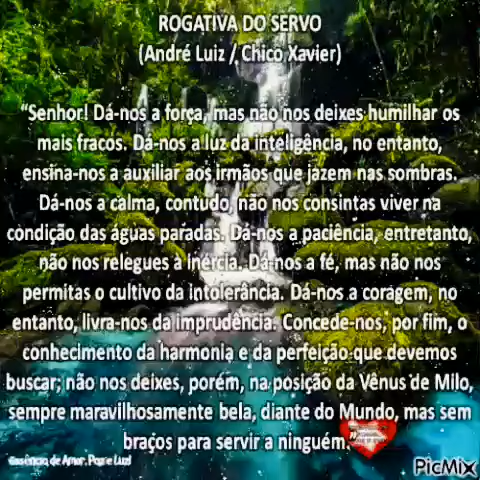 ROGATIVA DO SERVO
(André Luiz / Chico Xavier)
“Senhor! Dá-nos a força, mas não nos deixes humilhar os
mais fracos. Dá-nos a luz da inteligência, no entanto,
ensina-nos a auxiliar aos irmãos que jazem nas sombras.
Dá-nos a calma, contudo, não nos consintas viver na
condição das águas paradas. Dá-nos a paciência, entretanto,
não nos relegues à inércia. Dá-nos a fé, mas não nos
permitas o cultivo da intolerância. Dá-nos a coragem, no
entanto, livra-nos da imprudência. Concede-nos, por fim, o
conhecimento da harmonia e da perfeição que devemos
buscar; não nos deixes, porém, na posição da Vênus de Milo,
sempre maravilhosamente bela, diante do Mundo, mas sem
braços para servir a ninguém.
Essência de Amor, Paz e Luz!
PicMix